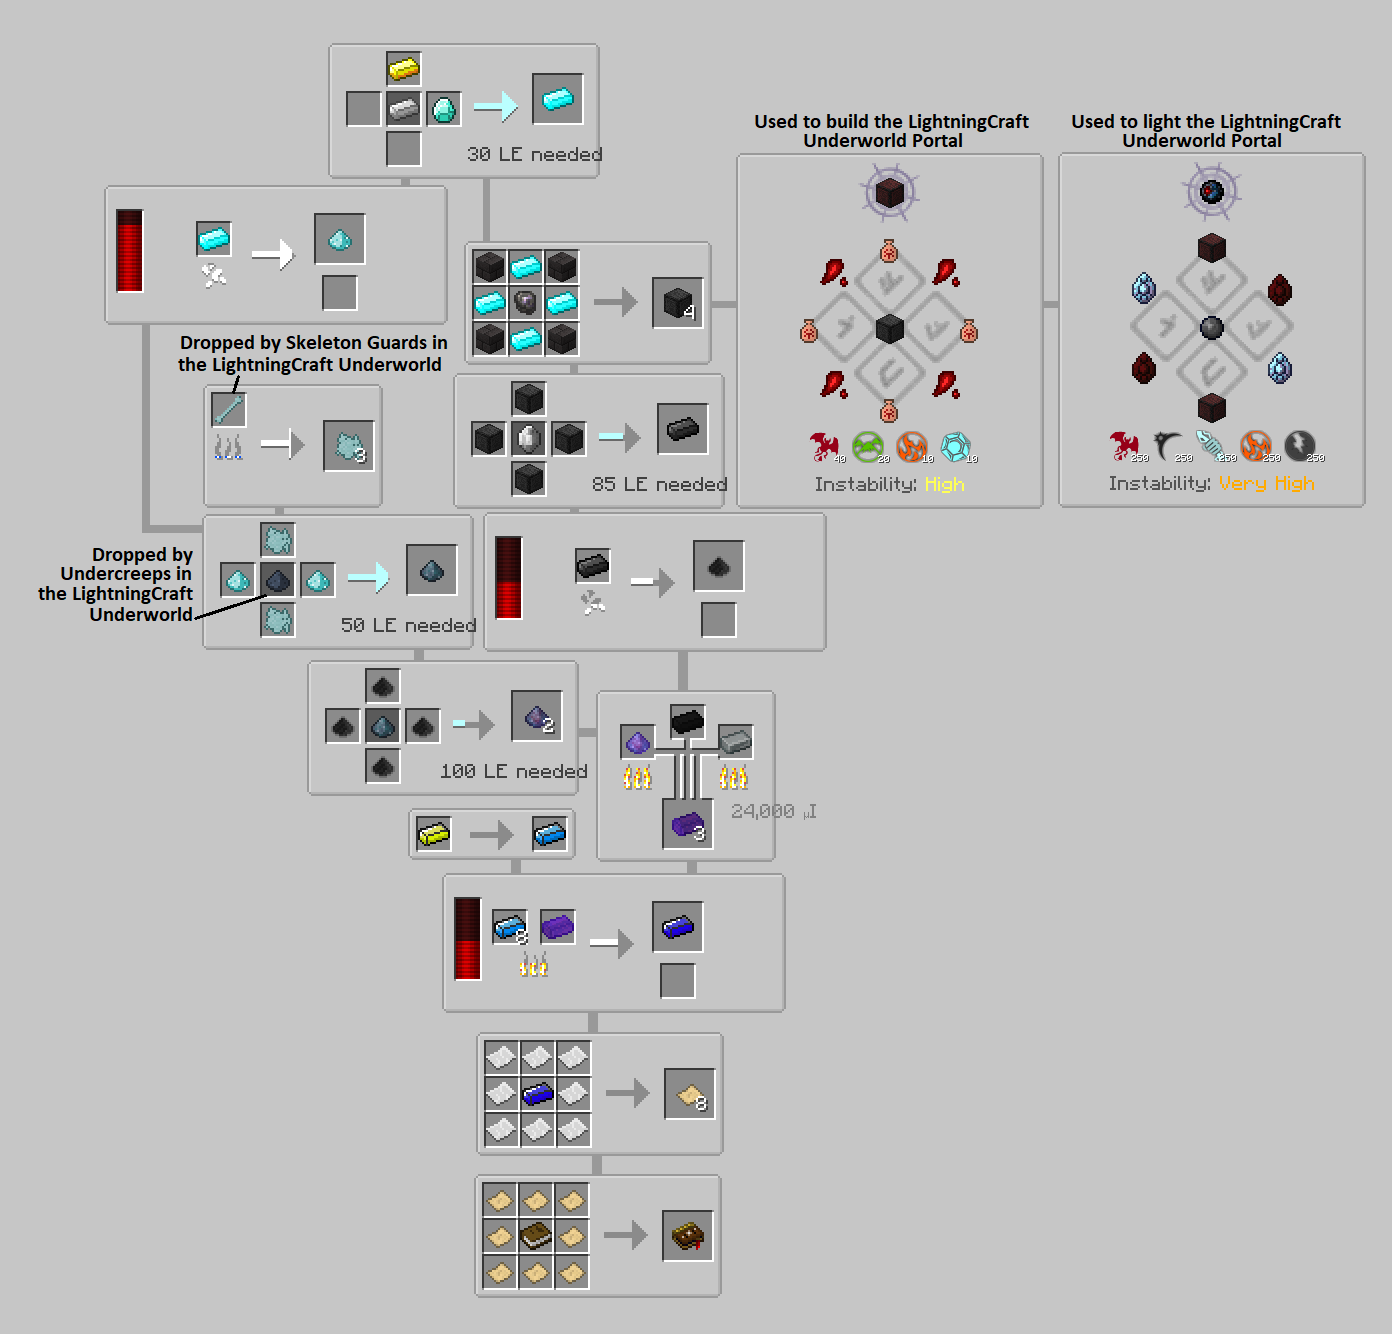 30 LE needed
Used to build the LightningCraft
Underworld Portal
Used to light the LightningCraft
Underworld Portal
4
Dropped by Skeleton Guards in
the LightningCraft Underworld
3
85 LE needed
40
20
10
10
Instability: High
250
250
250
250
250
Instability: Very High
Dropped by
Undercreeps in
the LightningCraft
Underworld
50 LE needed
2
100 LE needed
24,000 µI
3
8
8